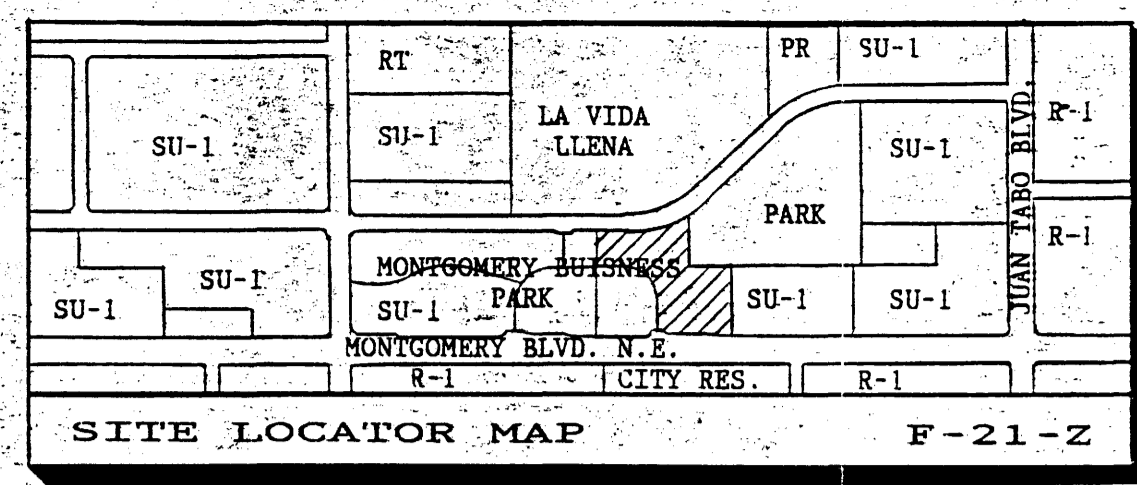 RT
PR
SU-1
R-1
LA VIDA
LLENA
SU-1
SU-1
SU-1
JUAN TABO BLVD.
PARK
R-1
MONTGOMERY BUISNESS
PARK
SU-1
SU-1
SU-1
SU-1
SU-1
MONTGOMERY BLVD. N.E.
R-1
CITY RES.
R-1
SITE LOCATOR MAP
F-21-Z